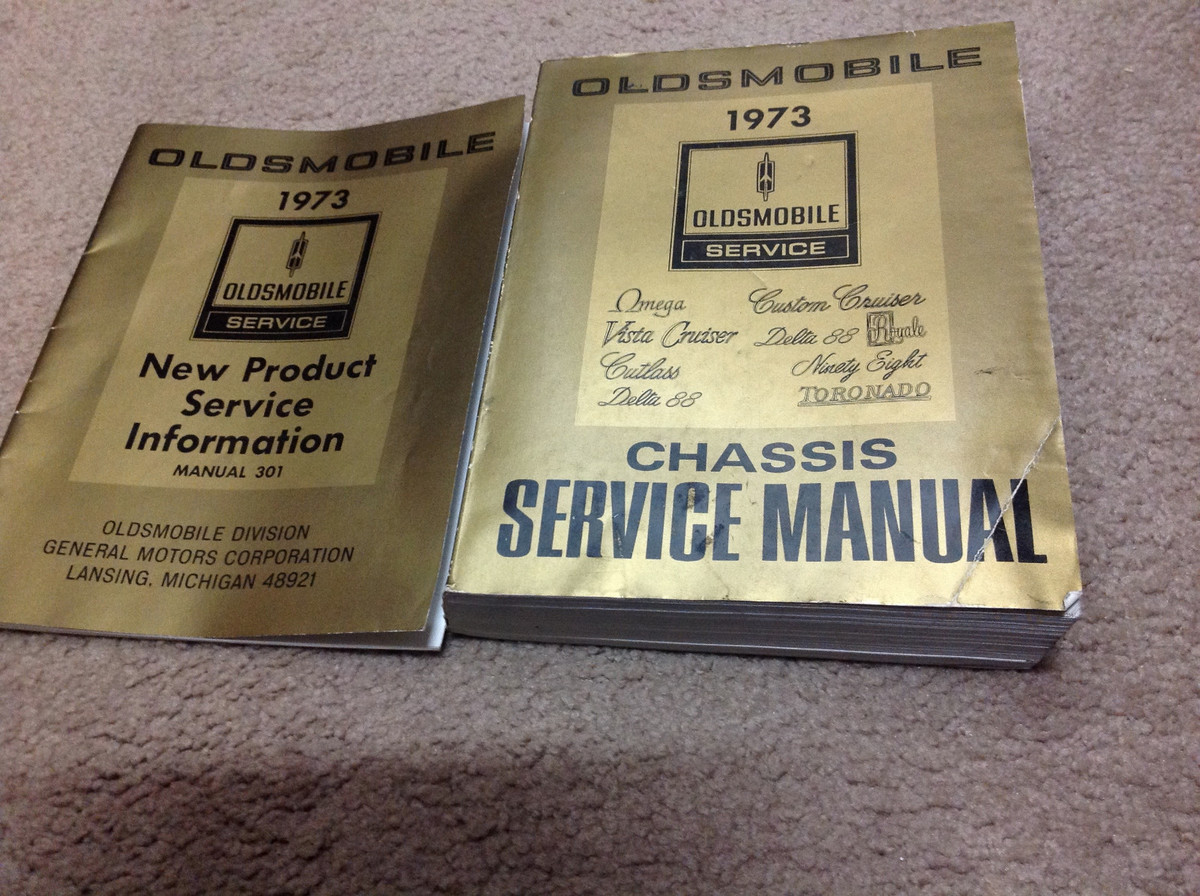 OLDSMOBILE
1973
OLDSMOBILE
SERVICE
New Product
Service
Information
MANUAL 301
OLDSMOBILE DIVISION
GENERAL MOTORS CORPORATION
LANSING, MICHIGAN 48921
OLDSMOBILE
1973
OLDSMOBILE
SERVICE
Omega Custom Cruiser
Vista Cruiser Delta 88 Royale
Cutlass Ninety Eight
Delta 88 TORONADO
CHASSIS
SERVICE MANUAL